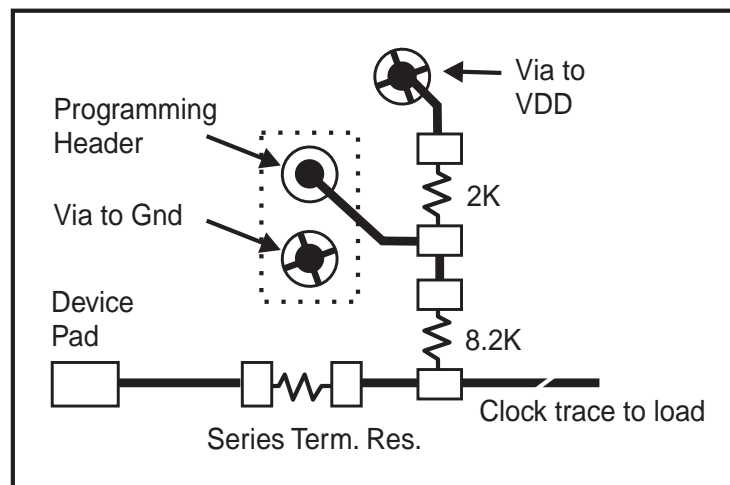 Via to
VDD
Programming
Header
2K
Via to Gnd
Device
Pad
8.2K
Clock trace to load
Series Term. Res.